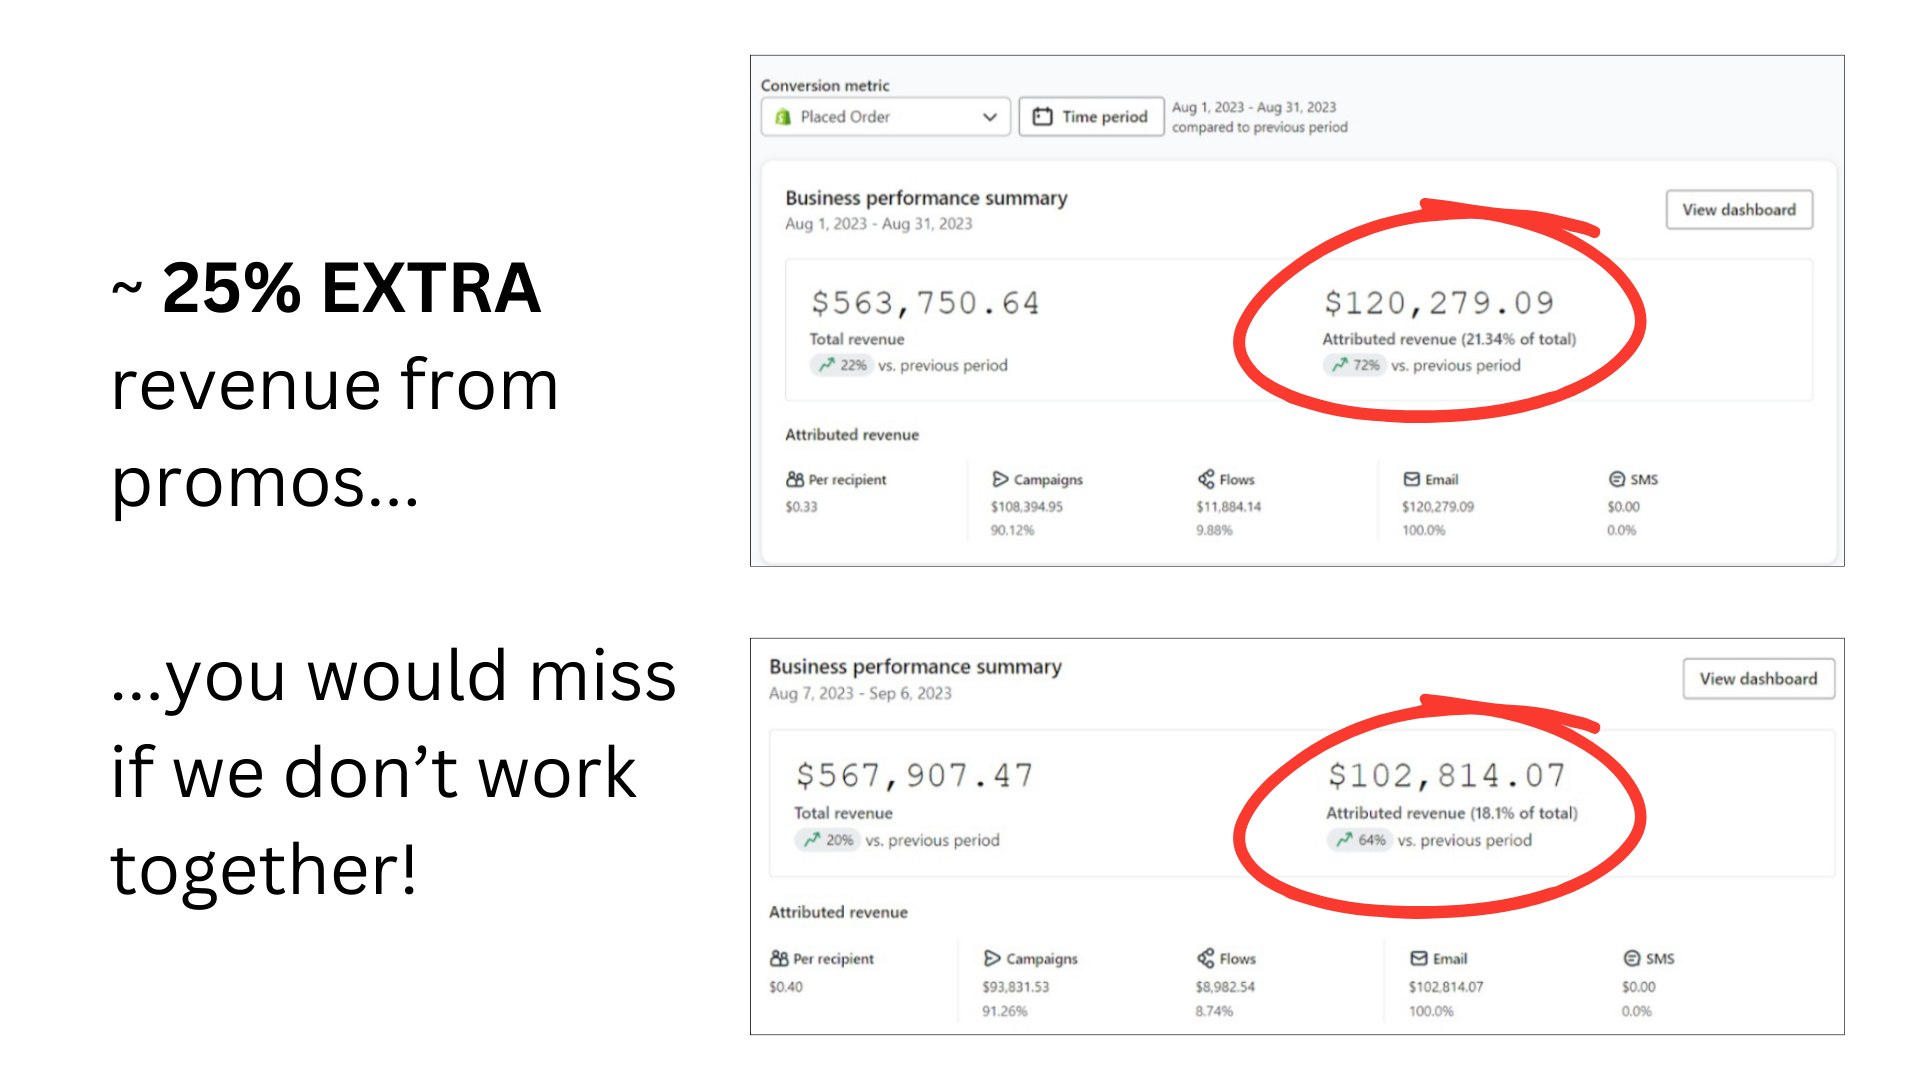 ~ 25% EXTRA
revenue from
promos...
...you would miss
if we don’t work
together!
Conversion metric
Placed Order
Time period
Aug 1, 2023 - Aug 31, 2023
compared to previous period
Business performance summary
Aug 1, 2023 - Aug 31, 2023
View dashboard
$563,750.64
Total revenue
22% vs. previous period
$120,279.09
Attributed revenue (21.34% of total)
72% vs. previous period
Attributed revenue
Per recipient
$0.33
Campaigns
$108,394.95
90.12%
Flows
$11,884.14
9.88%
Email
$120,279.09
100.0%
SMS
$0.00
0.0%
Business performance summary
Aug 7, 2023 - Sep 6, 2023
View dashboard
$567,907.47
Total revenue
20% vs. previous period
$102,814.07
Attributed revenue (18.1% of total)
64% vs. previous period
Attributed revenue
Per recipient
$0.40
Campaigns
$93,831.53
91.26%
Flows
$8,982.54
8.74%
Email
$102,814.07
100.0%
SMS
$0.00
0.0%